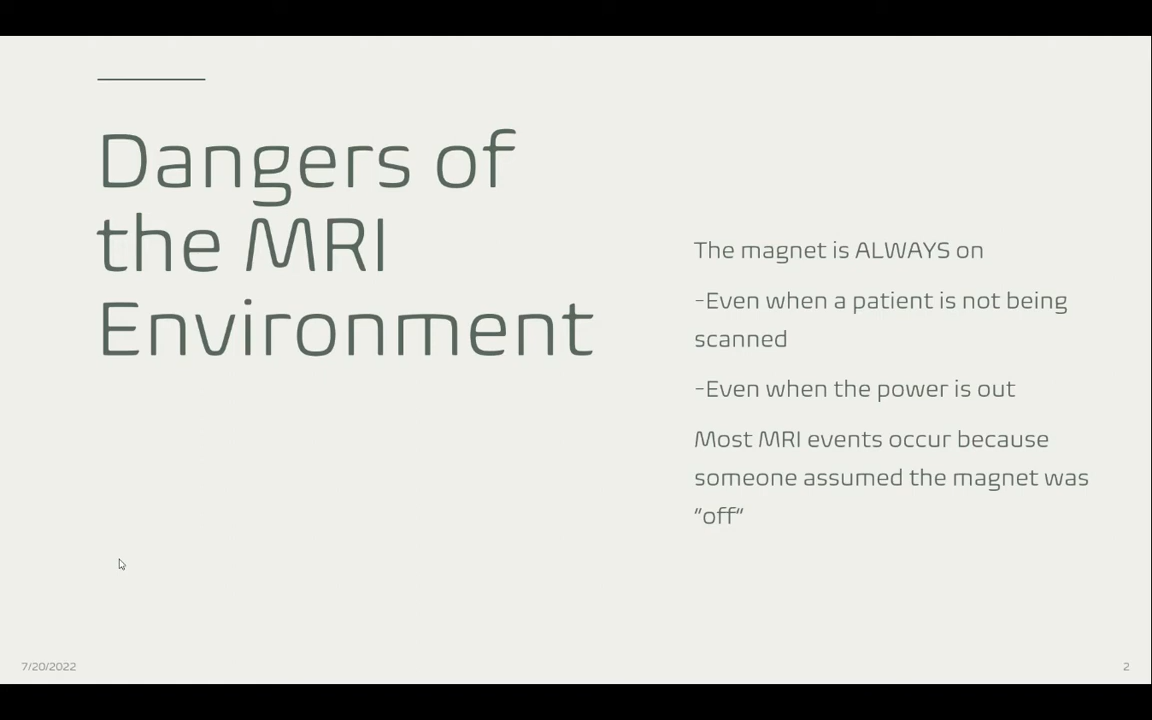 Dangers of
the MRI
Environment
The magnet is ALWAYS on
-Even when a patient is not being
scanned
-Even when the power is out
Most MRI events occur because
someone assumed the magnet was
"off"
7/20/2022
2